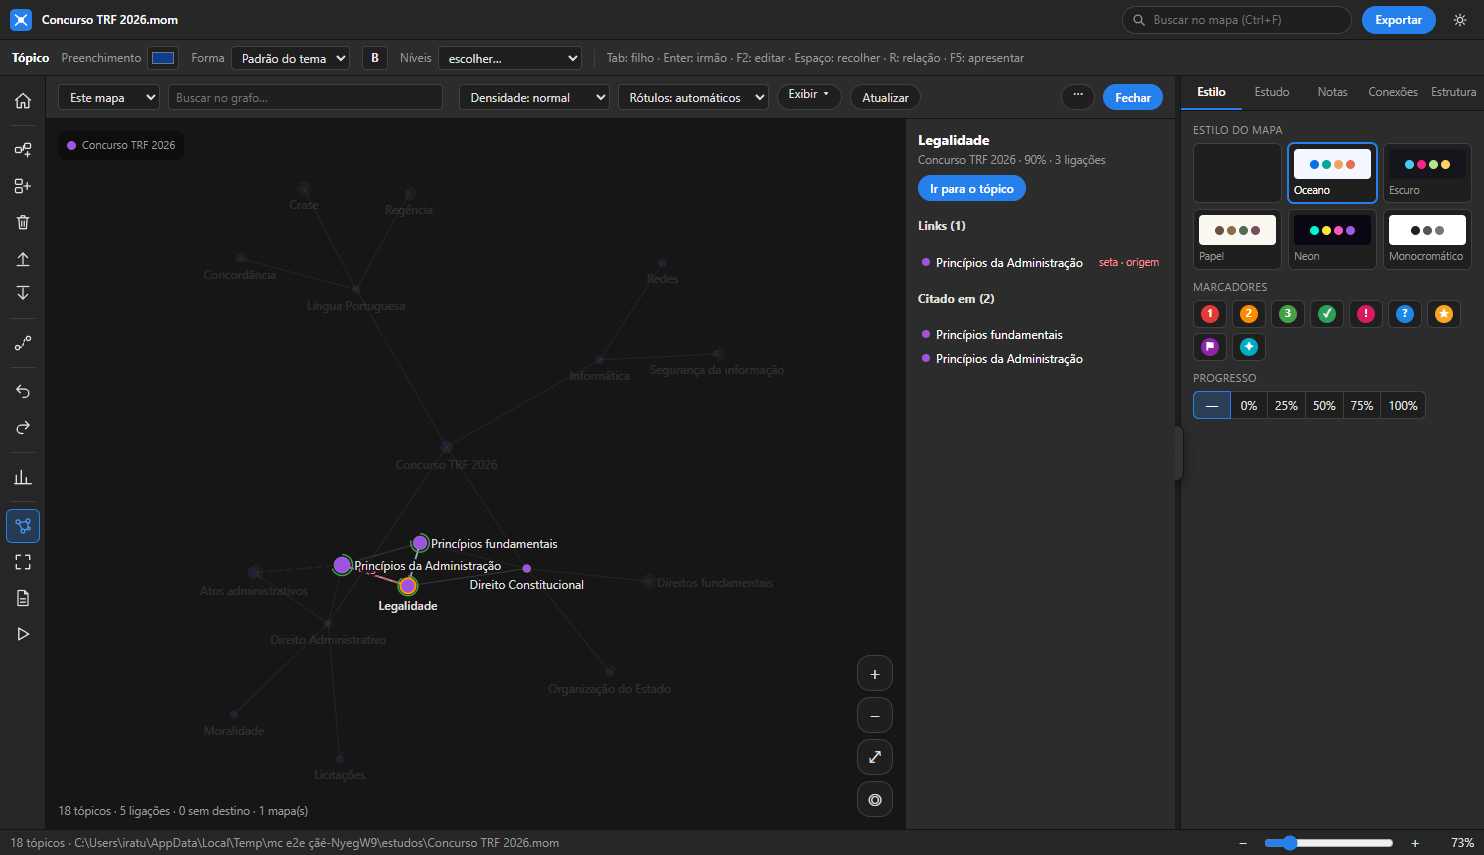 Concurso TRF 2026.mom
Buscar no mapa (Ctrl+F)
Exportar
Tópico
Preenchimento
Forma
Padrão do tema
B
Níveis
escolher...
Tab: filho · Enter: irmão · F2: editar · Espaço: recolher · R: relação · F5: apresentar
Este mapa
Buscar no grafo...
Densidade: normal
Rótulos: automáticos
Exibir
Atualizar
...
Fechar
Concurso TRF 2026
Crase
Regência
Concordância
Língua Portuguesa
Redes
Informática
Segurança da informação
Concurso TRF 2026
Princípios fundamentais
Princípios da Administração
Direito Constitucional
Direitos fundamentais
Atos administrativos
Legalidade
Direito Administrativo
Organização do Estado
Moralidade
Licitações
18 tópicos · 5 ligações · 0 sem destino · 1 mapa(s)
+
−
Legalidade
Concurso TRF 2026 · 90% · 3 ligações
Ir para o tópico
Links (1)
Princípios da Administração
seta · origem
Citado em (2)
Princípios fundamentais
Princípios da Administração
Estilo
Estudo
Notas
Conexões
Estrutura
ESTILO DO MAPA
Oceano
Escuro
Papel
Neon
Monocromático
MARCADORES
1
2
3
!
?
PROGRESSO
—
0%
25%
50%
75%
100%
18 tópicos · C:\Users\iratu\AppData\Local\Temp\mc e2e çãé-NyegW9\estudos\Concurso TRF 2026.mom
−
+
73%